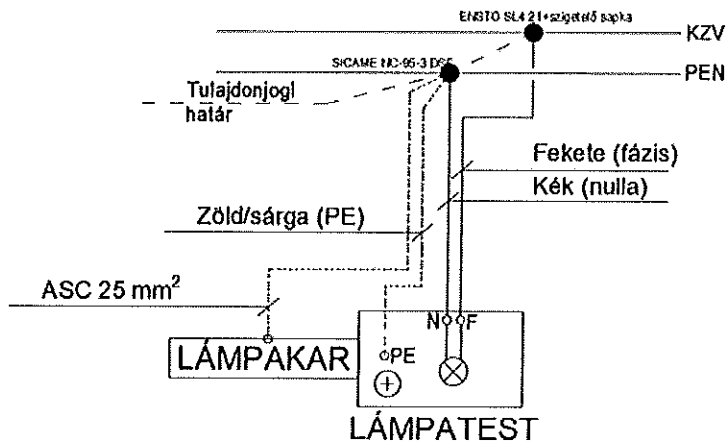 ENSTO SL4 21+szigetelő sapka
KZV
SICAME NC-95-3 DSE
PEN
Tulajdonjogi
határ
Fekete (fázis)
Kék (nulla)
Zöld/sárga (PE)
ASC 25 mm²
N F
LÁMPAKAR
PE
LÁMPATEST